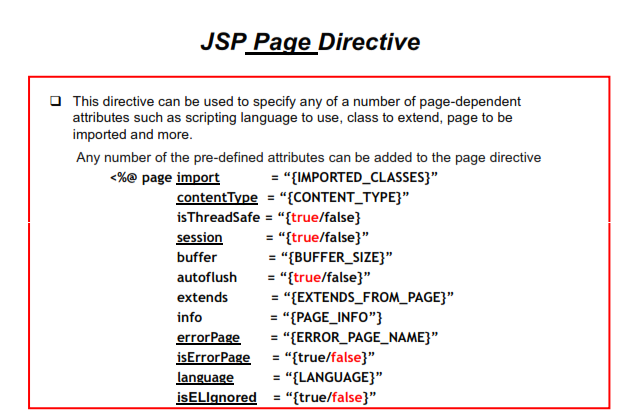 JSP Page Directive
❑ This directive can be used to specify any of a number of page-dependent
attributes such as scripting language to use, class to extend, page to be
imported and more.
Any number of the pre-defined attributes can be added to the page directive
<%@ page import = “{IMPORTED_CLASSES}”
contentType = “{CONTENT_TYPE}”
isThreadSafe = “{true/false}
session = “{true/false}”
buffer = “{BUFFER_SIZE}”
autoflush = “{true/false}”
extends = “{EXTENDS_FROM_PAGE}”
info = “{PAGE_INFO”}
errorPage = “{ERROR_PAGE_NAME}”
isErrorPage = “{true/false}”
language = “{LANGUAGE}”
isELIgnored = “{true/false}”